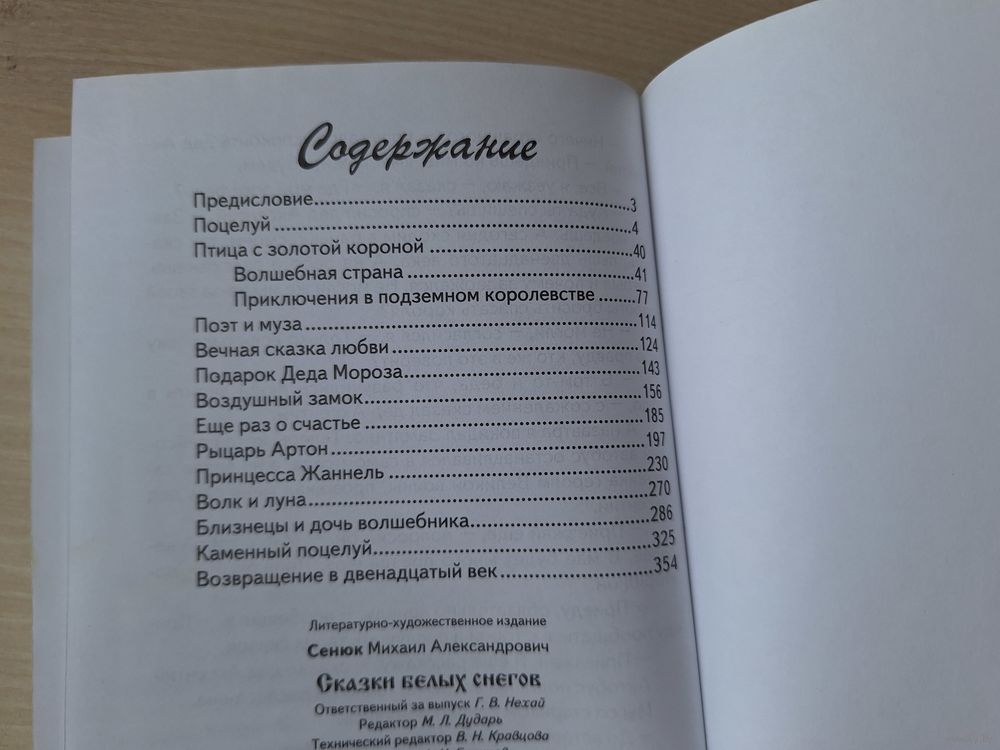 Содержание
Предисловие....................3
Поцелуй....................4
Птица с золотой короной....................40
Волшебная страна....................41
Приключения в подземном королевстве........77
Поэт и муза....................114
Вечная сказка любви....................124
Подарок Деда Мороза....................143
Воздушный замок....................156
Еще раз о счастье....................185
Рыцарь Артон....................197
Принцесса Жаннель....................230
Волк и луна....................270
Близнецы и дочь волшебника....................286
Каменный поцелуй....................325
Возвращение в двенадцатый век....................354
Литературно-художественное издание
Сенюк Михаил Александрович
Сказки белых снегов
Ответственный за выпуск Г. В. Нехай
Редактор М. Л. Дударь
Технический редактор В. Н. Кравцова